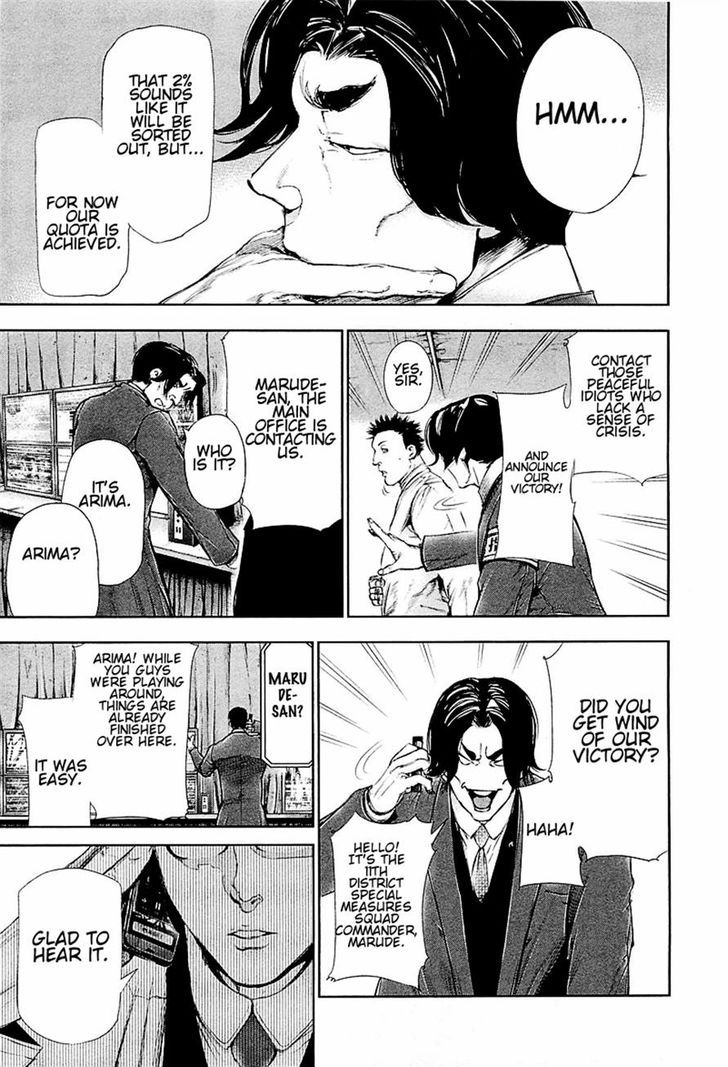 HMM...
THAT 2%
SOUNDS
LIKE IT
WILL BE
SORTED
OUT, BUT...
FOR NOW
OUR
QUOTA IS
ACHIEVED.
CONTACT
THOSE
PEACEFUL
IDIOTS WHO
LACK A
SENSE OF
CRISIS.
AND
ANNOUNCE
OUR
VICTORY!
YES,
SIR.
MARUDE-
SAN, THE
MAIN
OFFICE IS
CONTACTING
US.
WHO
IS IT?
IT'S
ARIMA.
ARIMA?
DID YOU
GET WIND
OF OUR
VICTORY?
HAHA!
HELLO!
IT'S THE
11TH
DISTRICT
SPECIAL
MEASURES
SQUAD
COMMANDER,
MARUDE.
MARU
DE-
SAN?
ARIMA! WHILE
YOU GUYS
WERE PLAYING
AROUND,
THINGS ARE
ALREADY
FINISHED
OVER HERE.
IT WAS
EASY.
GLAD TO
HEAR IT.